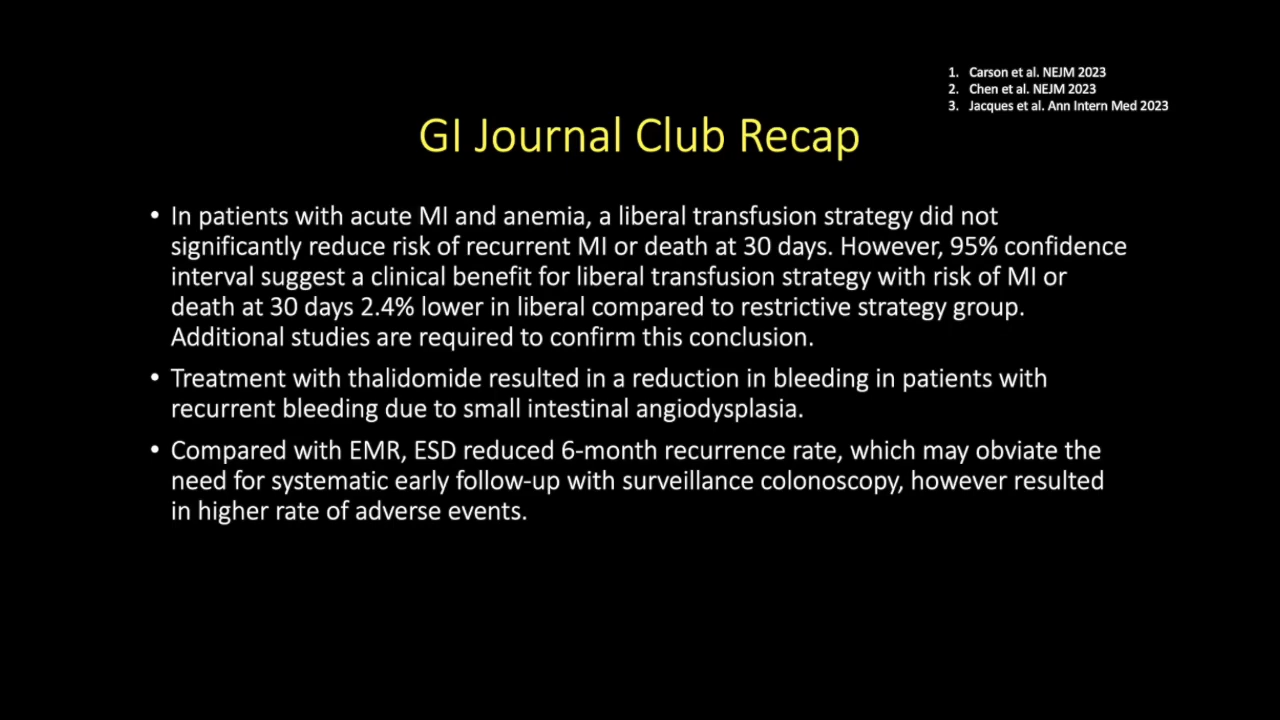 1. Carson et al. NEJM 2023
2. Chen et al. NEJM 2023
3. Jacques et al. Ann Intern Med 2023
GI Journal Club Recap
• In patients with acute MI and anemia, a liberal transfusion strategy did not
significantly reduce risk of recurrent MI or death at 30 days. However, 95% confidence
interval suggest a clinical benefit for liberal transfusion strategy with risk of MI or
death at 30 days 2.4% lower in liberal compared to restrictive strategy group.
Additional studies are required to confirm this conclusion.
• Treatment with thalidomide resulted in a reduction in bleeding in patients with
recurrent bleeding due to small intestinal angiodysplasia.
• Compared with EMR, ESD reduced 6-month recurrence rate, which may obviate the
need for systematic early follow-up with surveillance colonoscopy, however resulted
in higher rate of adverse events.